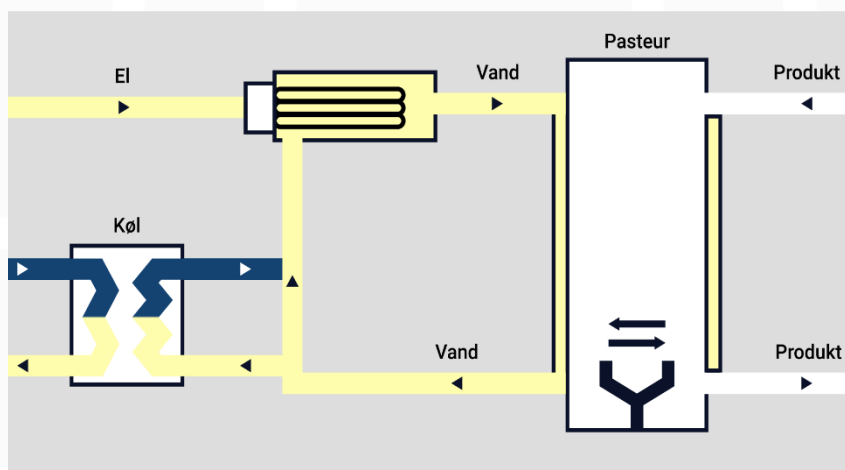 Pasteur
El
Vand
Produkt
Køl
Vand
Produkt